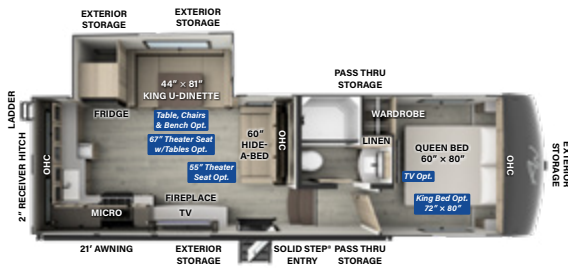 EXTERIOR
STORAGE
EXTERIOR
STORAGE
44" × 81"
KING U-DINETTE
FRIDGE
Table, Chairs
& Bench Opt.
67" Theater Seat
w/Tables Opt.
55" Theater
Seat Opt.
60"
HIDE-
A-BED
OHC
PASS THRU
STORAGE
WARDROBE
LINEN
QUEEN BED
60" × 80"
TV Opt.
King Bed Opt.
72" × 80"
OHC
EXTERIOR
STORAGE
LADDER
2" RECEIVER HITCH
OHC
MICRO
FIREPLACE
TV
21' AWNING
EXTERIOR
STORAGE
SOLID STEP®
ENTRY
PASS THRU
STORAGE